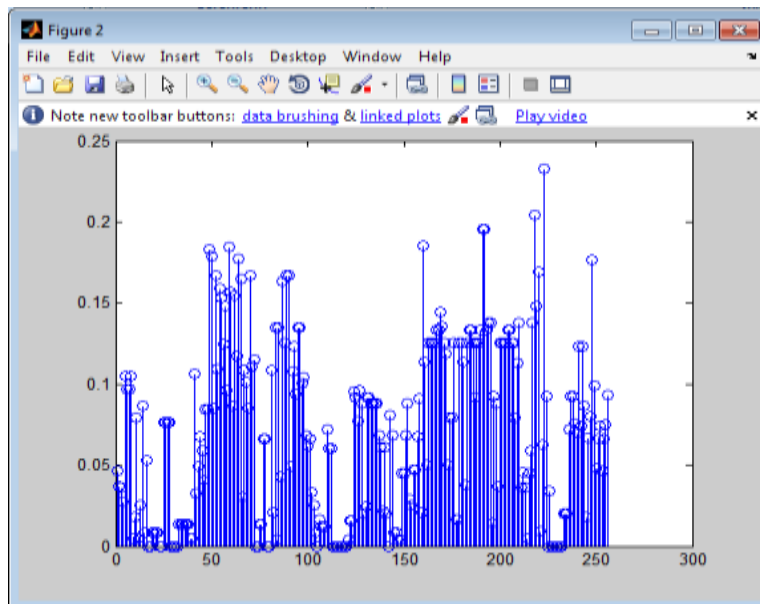 Figure 2
File Edit View Insert Tools Desktop Window Help
Note new toolbar buttons: data brushing & linked plots Play video
0.25
0.2
0.15
0.1
0.05
0
0 50 100 150 200 250 300